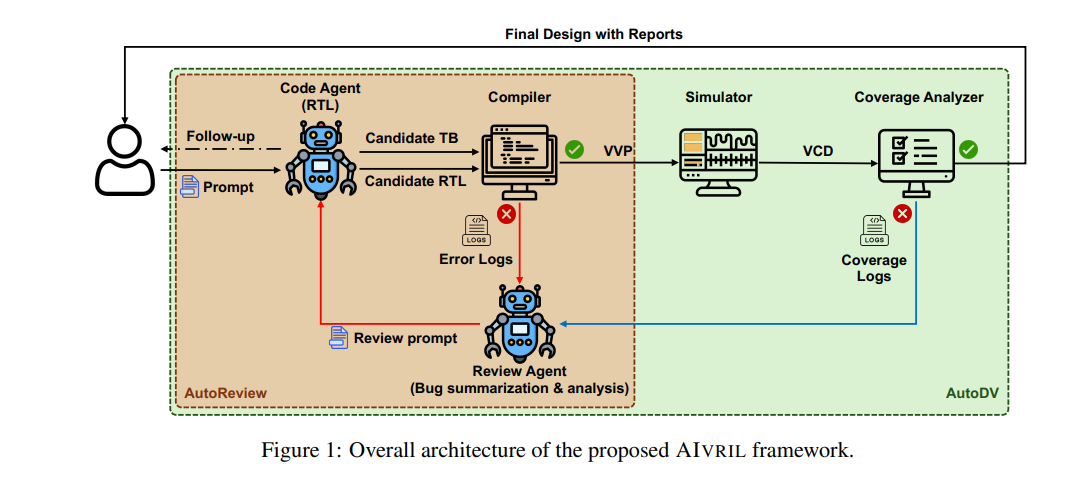 Final Design with Reports
Code Agent
(RTL)
Compiler
Simulator
Coverage Analyzer
Follow-up
Prompt
Candidate TB
Candidate RTL
VVP
VCD
LOGS
Error Logs
LOGS
Coverage
Logs
Review prompt
Review Agent
(Bug summarization & analysis)
AutoReview
AutoDV
Figure 1: Overall architecture of the proposed AIVRIL framework.